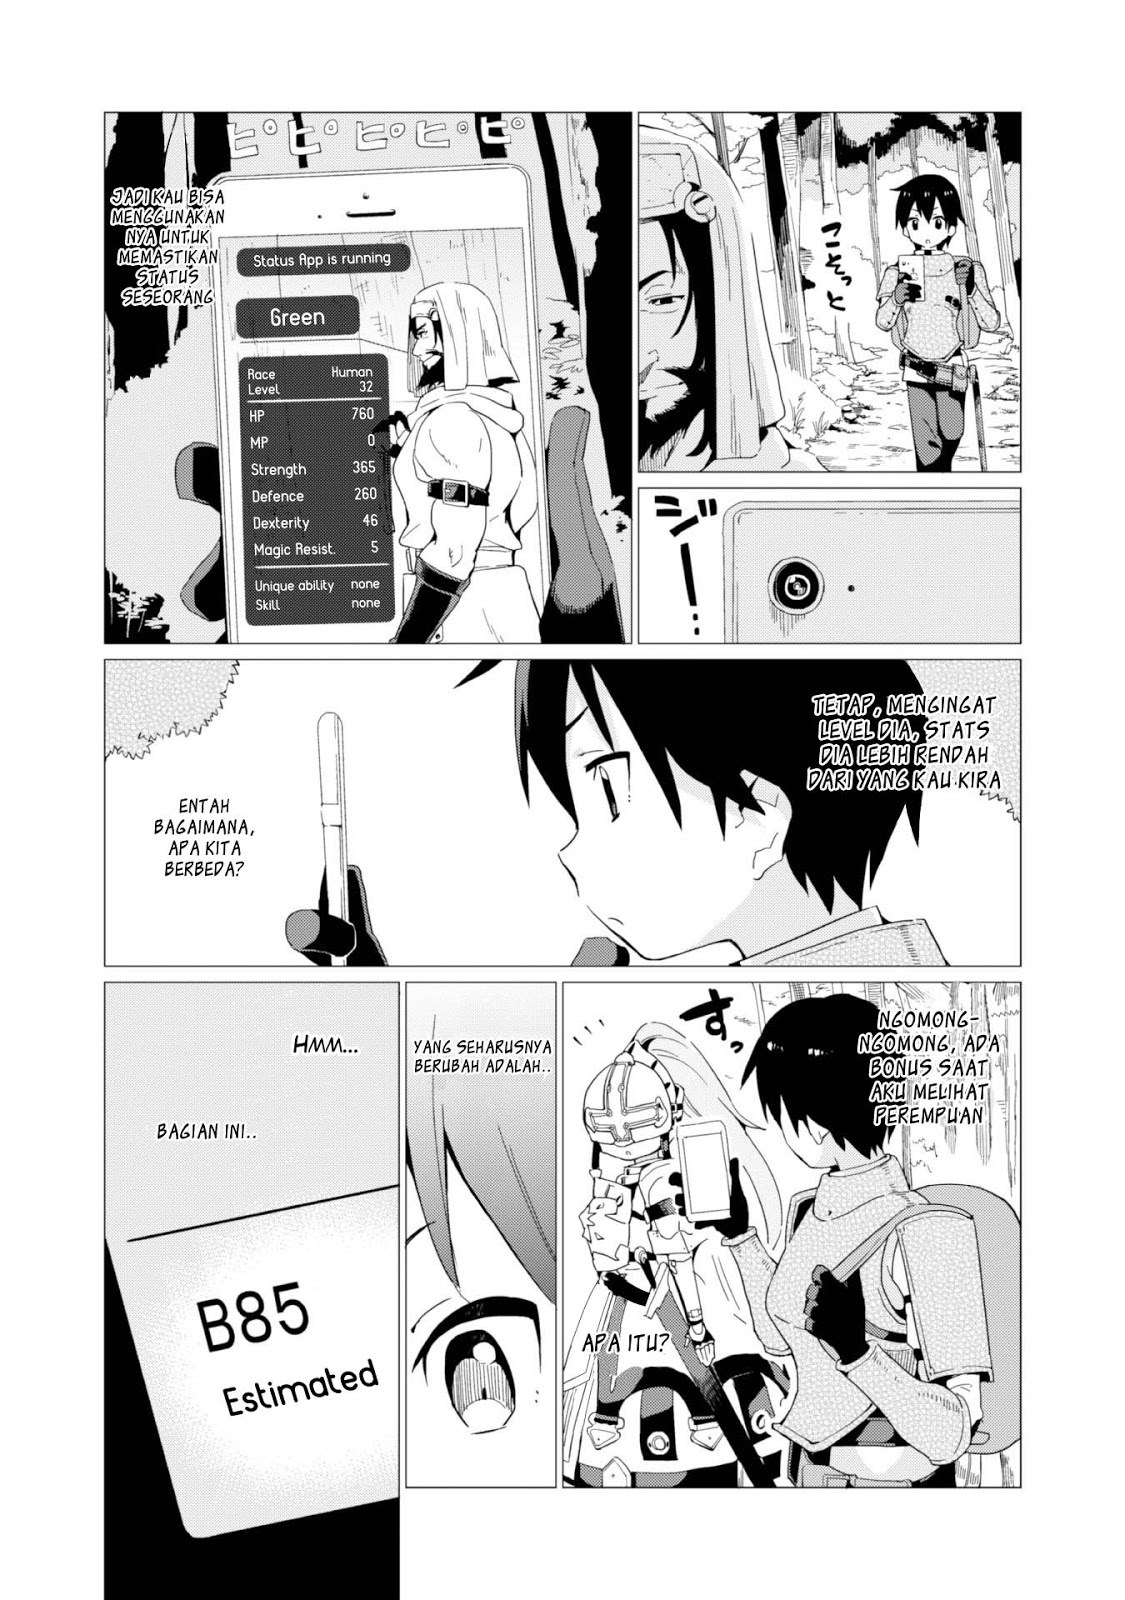 こそっと
ピピピピピ
JADI KAU BISA
MENGGUNAKAN
NYA UNTUK
MEMASTIKAN
STATUS
SESEORANG
Status App is running
Green
Race Human
Level 32
HP 760
MP 0
Strength 365
Defence 260
Dexterity 46
Magic Resist. 5
Unique ability none
Skill none
ジー
TETAP, MENGINGAT
LEVEL DIA, STATS
DIA LEBIH RENDAH
DARI YANG KAU KIRA
ENTAH
BAGAIMANA,
APA KITA
BERBEDA?
NGOMONG-
NGOMONG, ADA
BONUS SAAT
AKU MELIHAT
PEREMPUAN
すっ
APA ITU?
YANG SEHARUSNYA
BERUBAH ADALAH..
HMM...
BAGIAN INI..
B85
Estimated